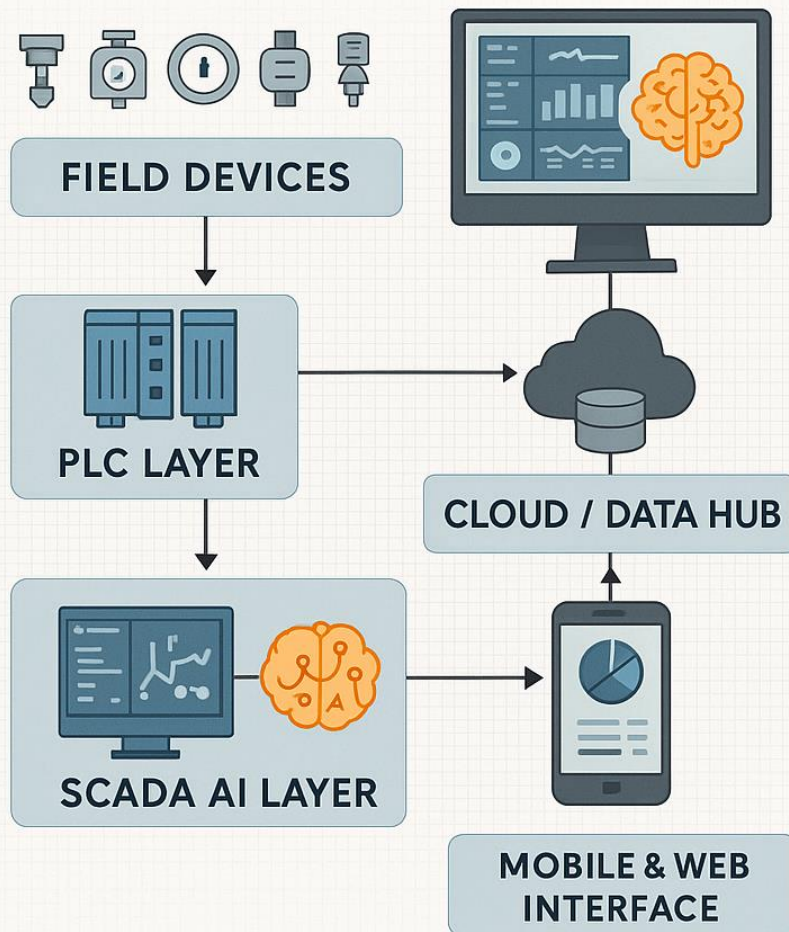 FIELD DEVICES
PLC LAYER
CLOUD / DATA HUB
SCADA AI LAYER
MOBILE & WEB
INTERFACE